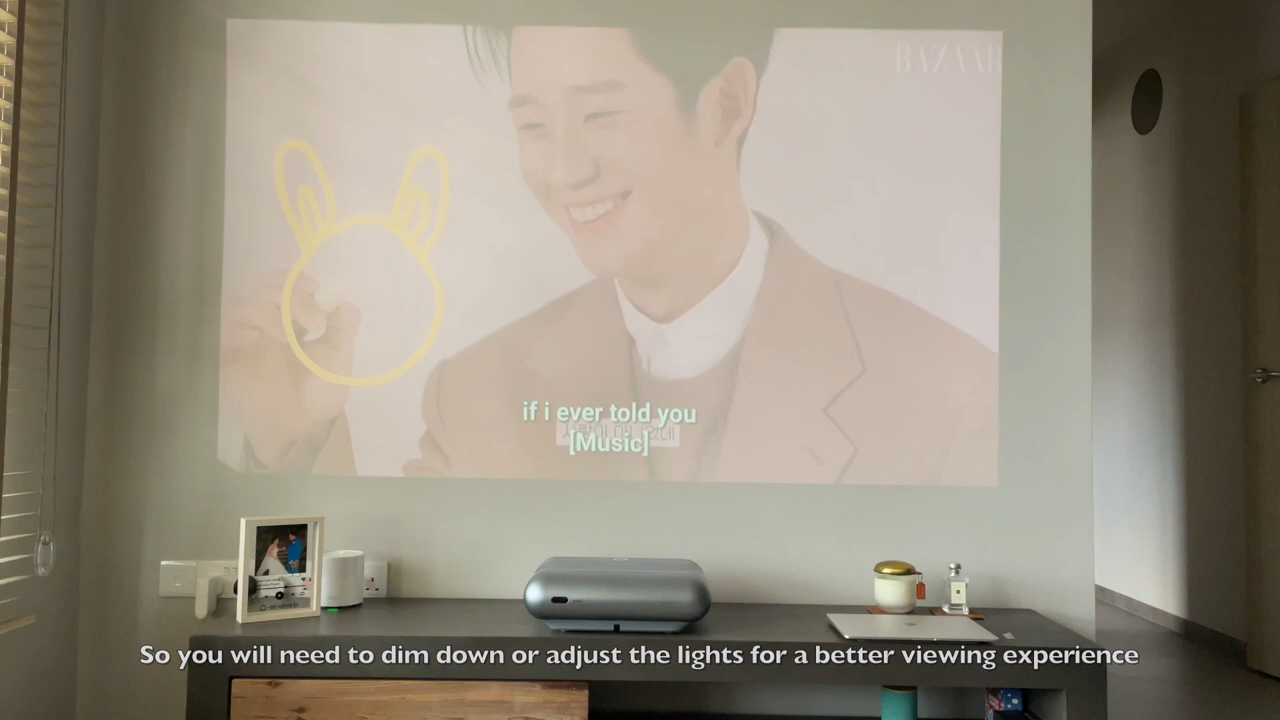 BAZAAR
if i ever told you
[Music]
So you will need to dim down or adjust the lights for a better viewing experience